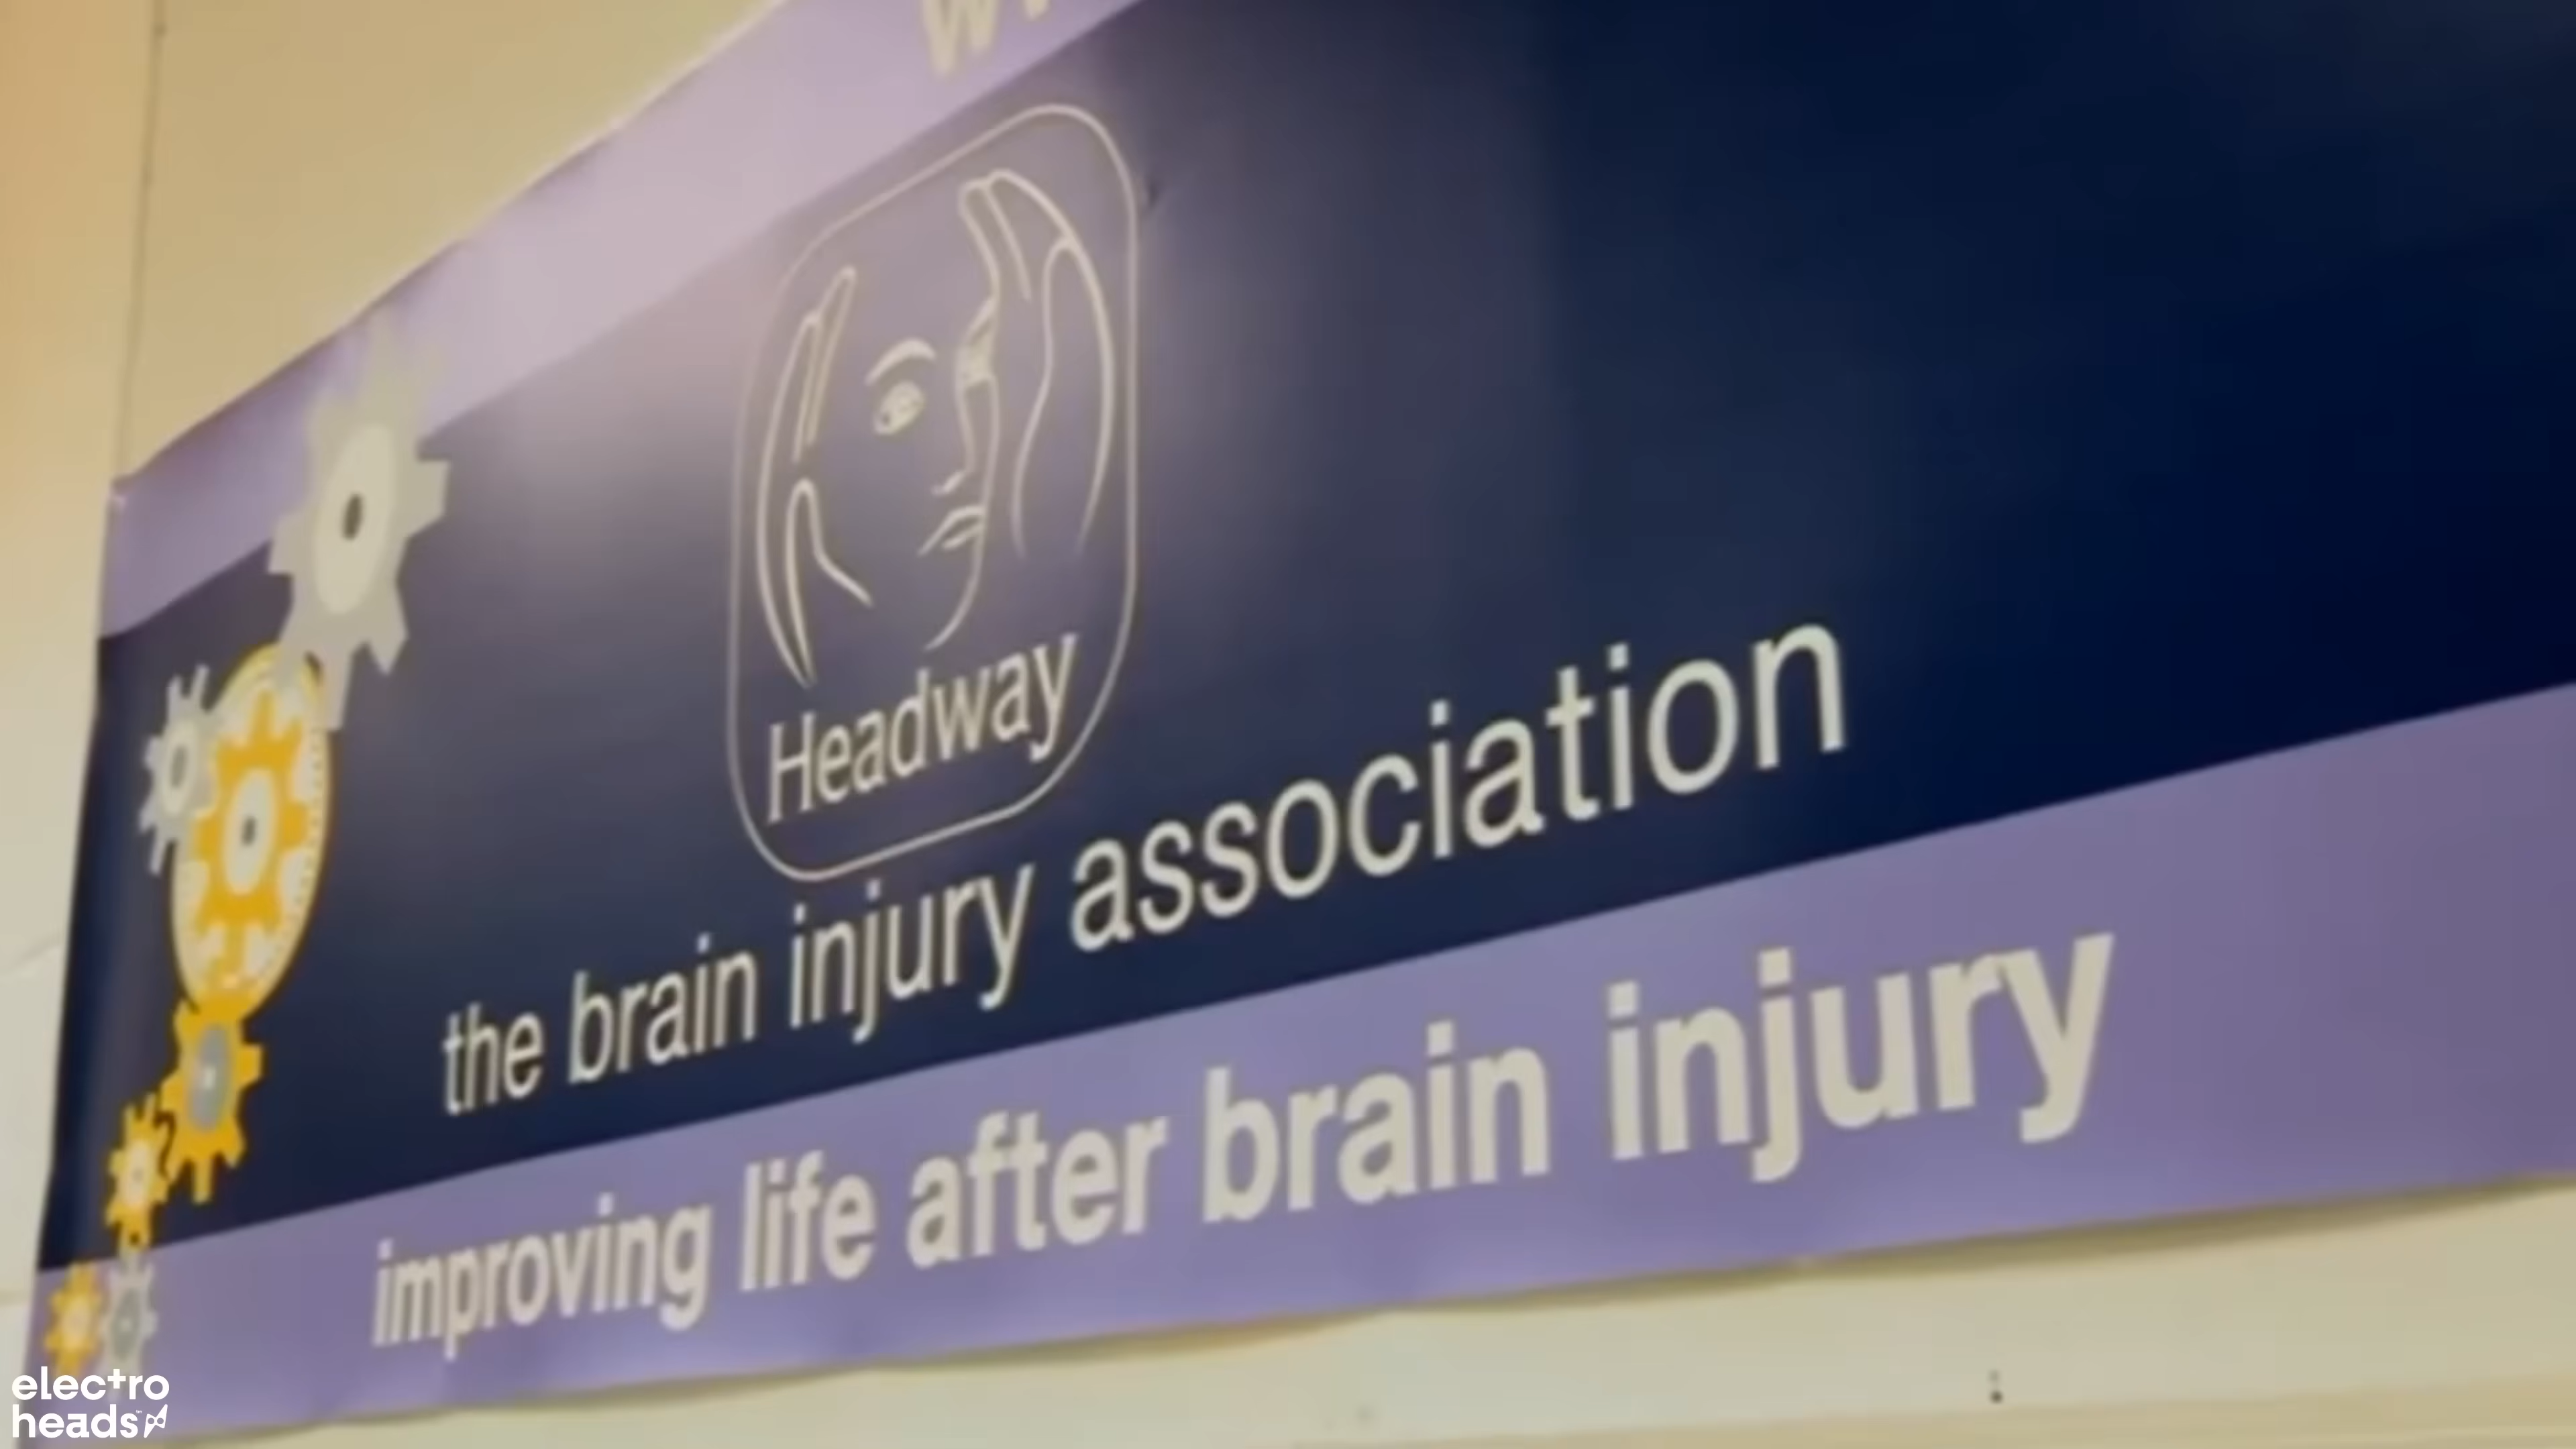 Headway
the brain injury association
improving life after brain injury
electro
heads